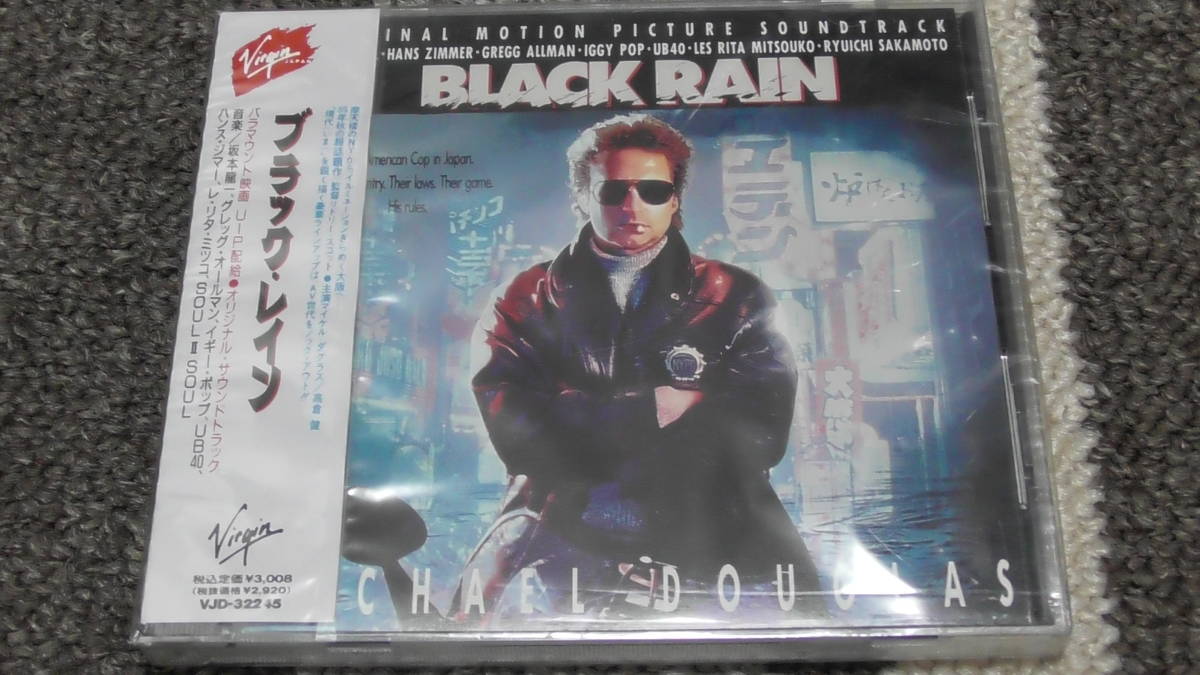 Virgin
JAPAN
ブラック・レイン
パラマウント映画 UIP配給●オリジナル・サウンドトラック
音楽/坂本龍一、グレッグ・オールマン、イギー・ポップ、UB40、
ハンス・ジマー、レ・リタ・ミツコ、SOUL II SOUL
Virgin
税込定価¥3,008
(税抜価格¥2,920)
VJD-32245
INAL MOTION PICTURE SOUNDTRACK
·HANS ZIMMER·GREGG ALLMAN·IGGY POP·UB40·LES RITA MITSOUKO·RYUICHI SAKAMOTO
BLACK RAIN
American Cop in Japan.
ntry. Their laws. Their game.
His rules.
パチンコ
CHAEL DOUGLAS